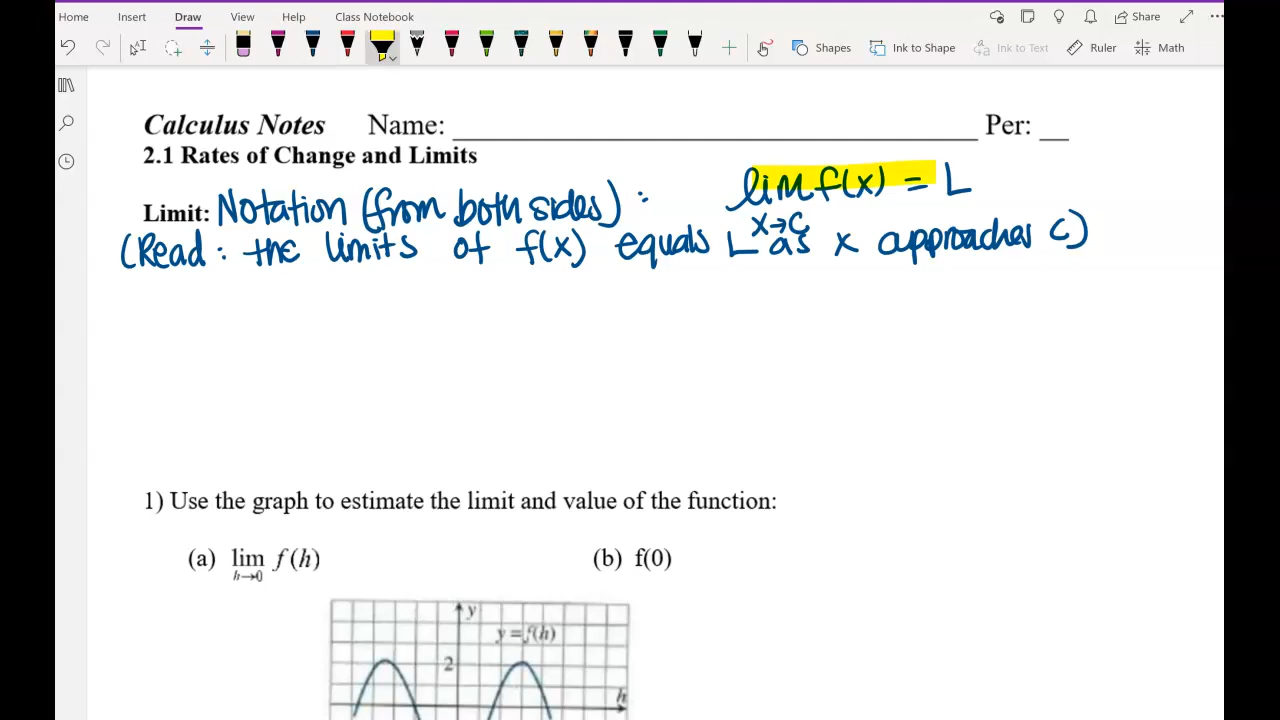 Home Insert Draw View Help Class Notebook Share
Shapes Ink to Shape Ink to Text Ruler Math
Calculus Notes Name: ______ Per: __
2.1 Rates of Change and Limits
Limit: Notation (from both sides): lim f(x) = L
x→c
(Read: the limits of f(x) equals L as x approaches c)
1) Use the graph to estimate the limit and value of the function:
(a) lim f(h) (b) f(0)
h→0
y
y = f(h)
2
h